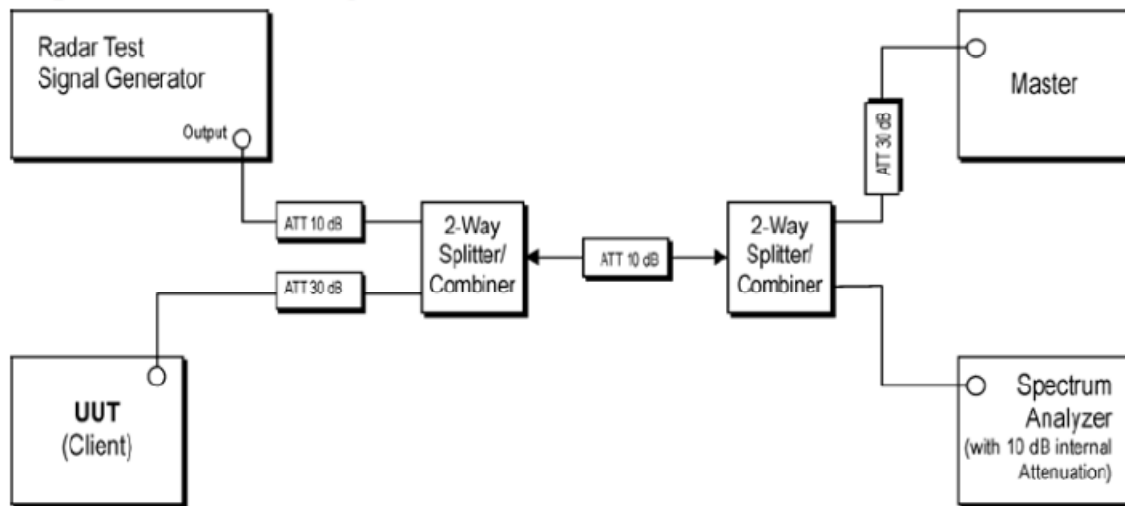 Radar Test
Signal Generator
Output
Master
ATT 30 dB
ATT 10 dB
2-Way
Splitter/
Combiner
ATT 10 dB
2-Way
Splitter/
Combiner
ATT 30 dB
UUT
(Client)
Spectrum
Analyzer
(with 10 dB internal
Attenuation)